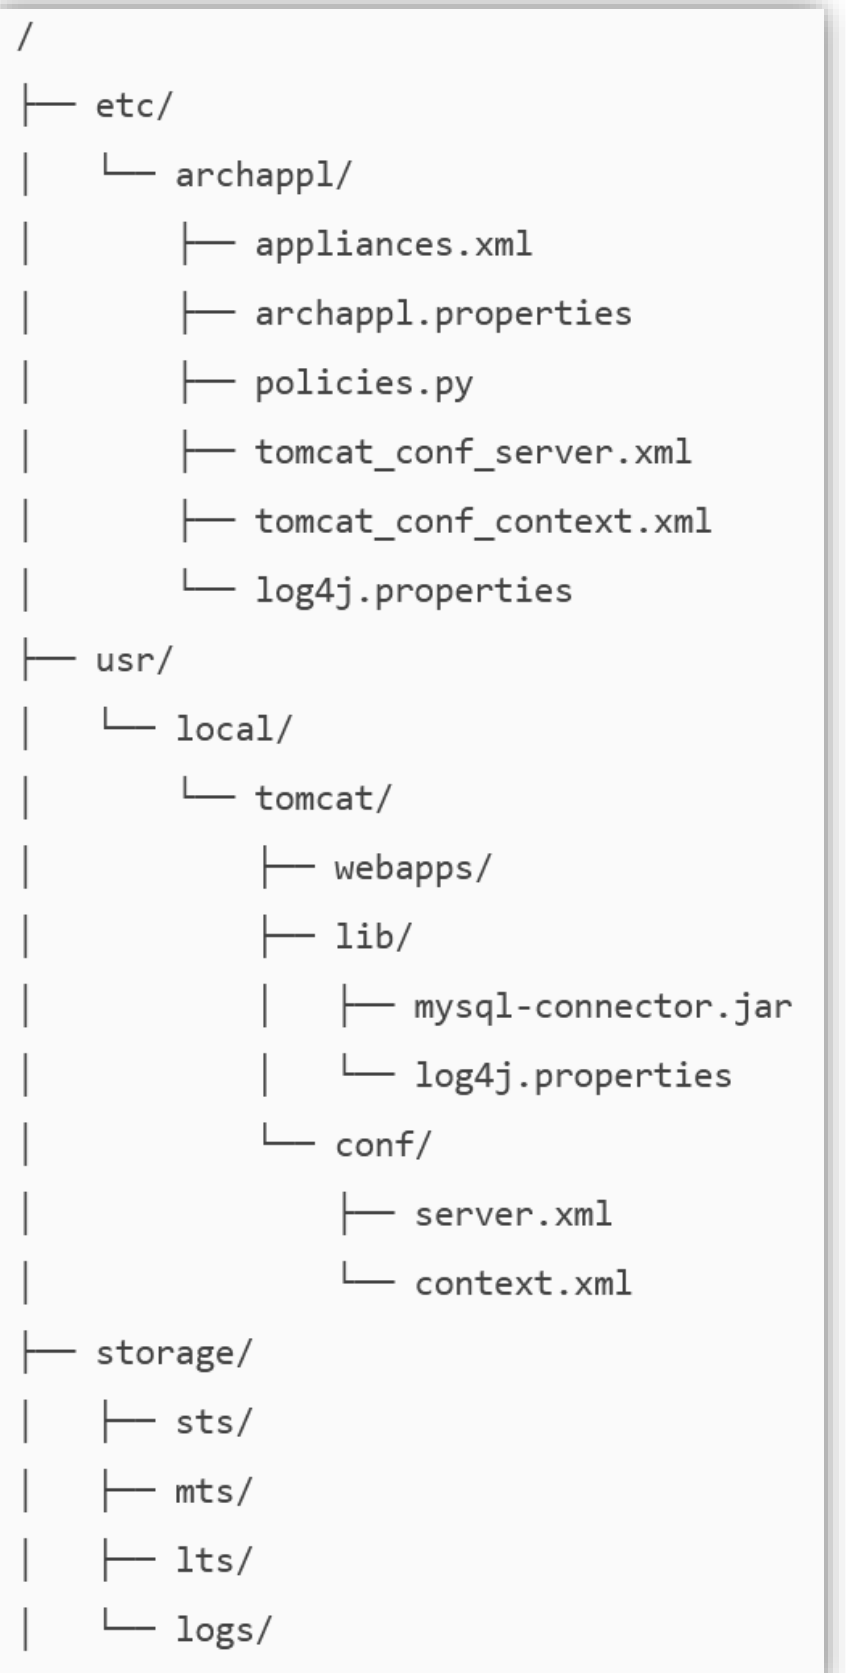 /
├── etc/
│   └── archappl/
│       ├── appliances.xml
│       ├── archappl.properties
│       ├── policies.py
│       ├── tomcat_conf_server.xml
│       ├── tomcat_conf_context.xml
│       └── log4j.properties
├── usr/
│   └── local/
│       └── tomcat/
│           ├── webapps/
│           ├── lib/
│           │   ├── mysql-connector.jar
│           │   └── log4j.properties
│           └── conf/
│               ├── server.xml
│               └── context.xml
├── storage/
│   ├── sts/
│   ├── mts/
│   ├── lts/
│   └── logs/